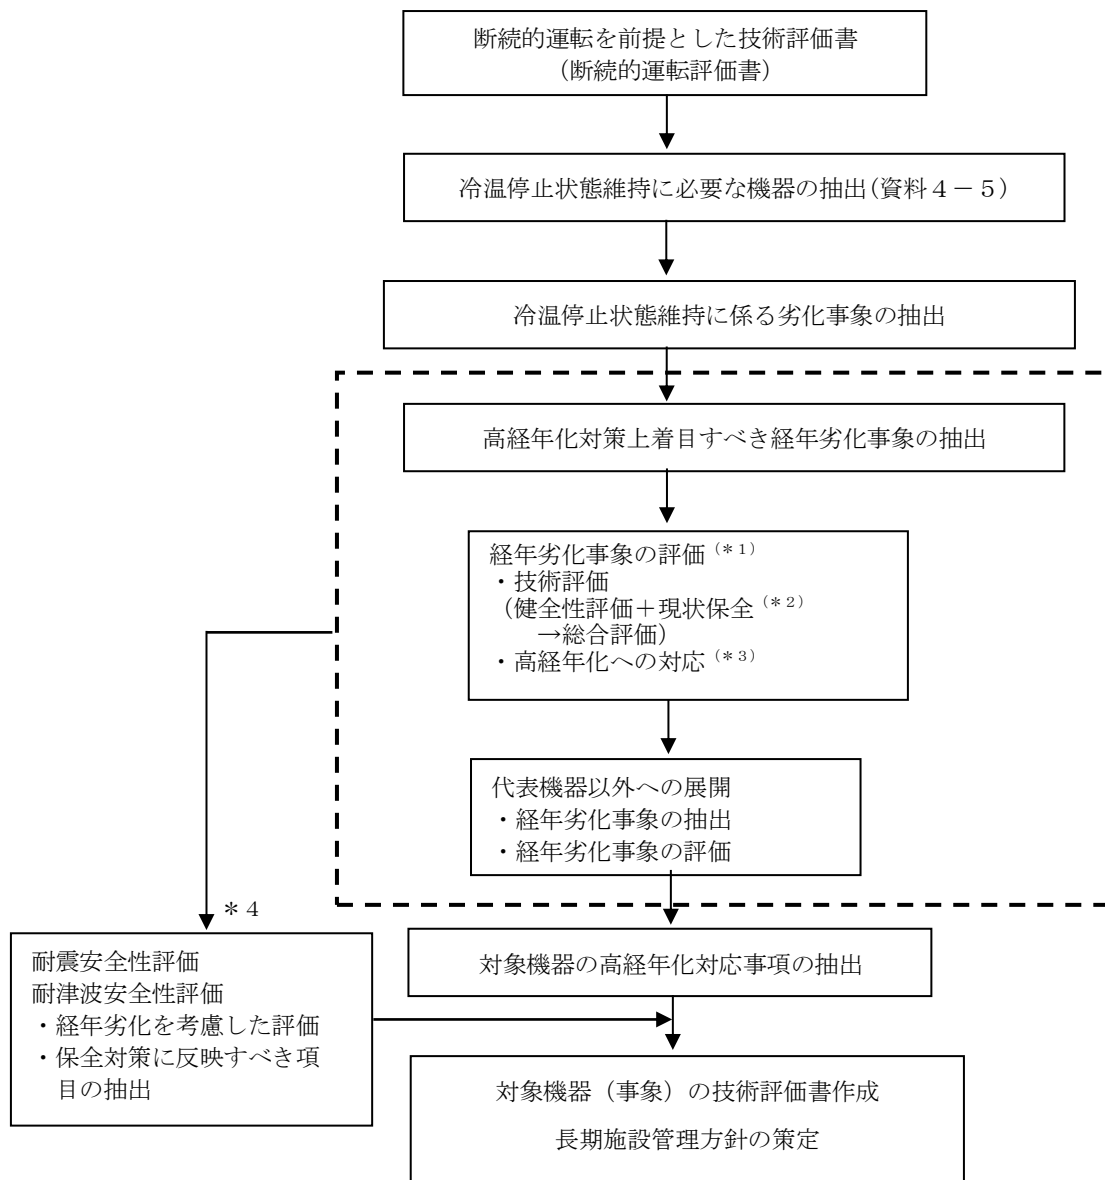 断続的運転を前提とした技術評価書
(断続的運転評価書)
冷温停止状態維持に必要な機器の抽出(資料４－５)
冷温停止状態維持に係る劣化事象の抽出
高経年化対策上着目すべき経年劣化事象の抽出
経年劣化事象の評価(＊1)
・技術評価
(健全性評価＋現状保全(＊2)
→総合評価)
・高経年化への対応(＊3)
代表機器以外への展開
・経年劣化事象の抽出
・経年劣化事象の評価
＊4
耐震安全性評価
耐津波安全性評価
・経年劣化を考慮した評価
・保全対策に反映すべき項
目の抽出
対象機器の高経年化対応事項の抽出
対象機器（事象）の技術評価書作成
長期施設管理方針の策定